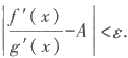 | f′(x) / g′(x) − A | < ε.